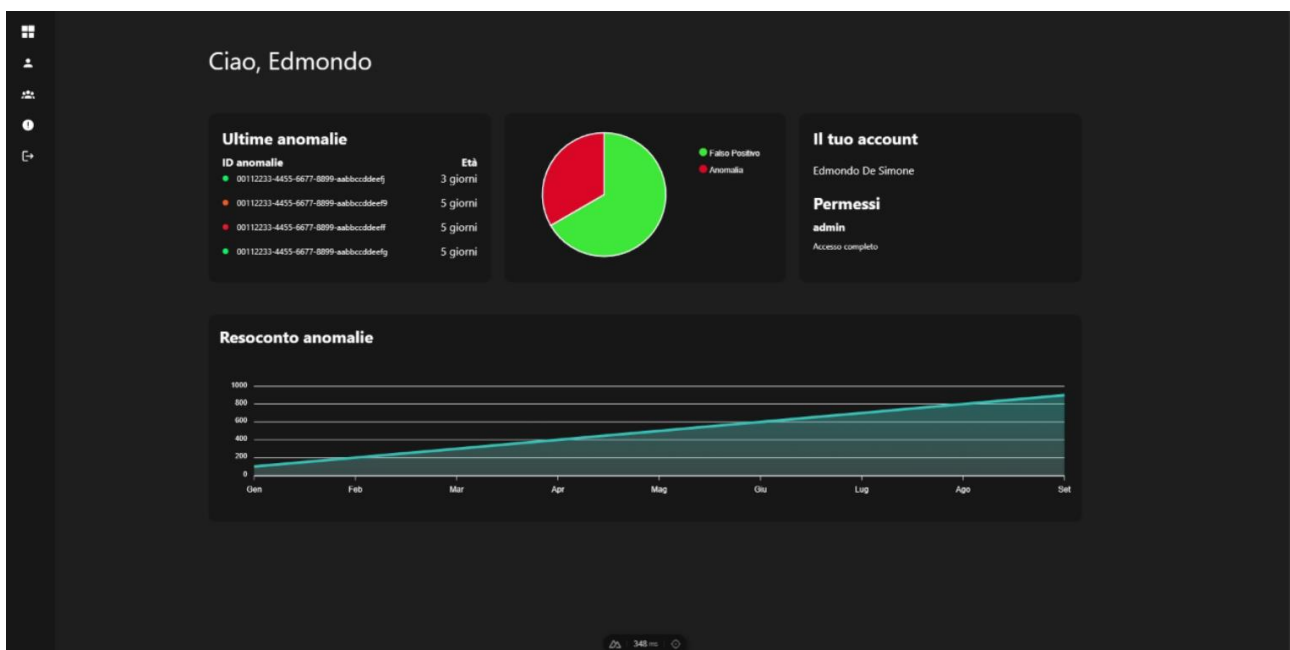 Ciao, Edmondo
Ultime anomalie
ID anomalie Età
00112233-4455-6677-8899-aabbccddeefj 3 giorni
00112233-4455-6677-8899-aabbccddeef9 5 giorni
00112233-4455-6677-8899-aabbccddeeff 5 giorni
00112233-4455-6677-8899-aabbccddeefg 5 giorni
Falso Positivo
Anomalia
Il tuo account
Edmondo De Simone
Permessi
admin
Accesso completo
Resoconto anomalie
1000
800
600
400
200
0
Gen Feb Mar Apr Mag Giu Lug Ago Set
348 ms